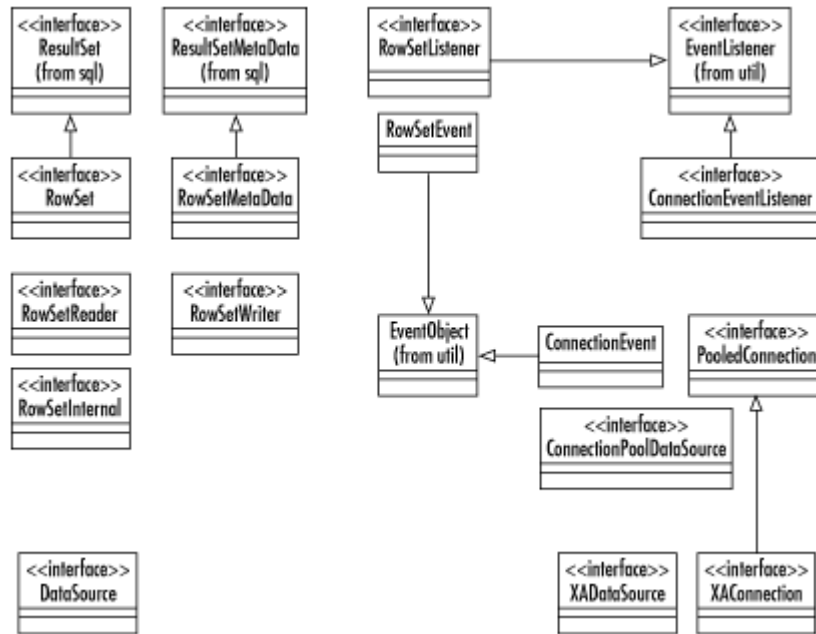 <<interface>>
ResultSet
(from sql)
<<interface>>
ResultSetMetaData
(from sql)
<<interface>>
RowSetListener
<<interface>>
EventListener
(from util)
RowSetEvent
<<interface>>
RowSet
<<interface>>
RowSetMetaData
<<interface>>
ConnectionEventListener
<<interface>>
RowSetReader
<<interface>>
RowSetWriter
EventObject
(from util)
ConnectionEvent
<<interface>>
PooledConnection
<<interface>>
RowSetInternal
<<interface>>
ConnectionPoolDataSource
<<interface>>
DataSource
<<interface>>
XADataSource
<<interface>>
XAConnection